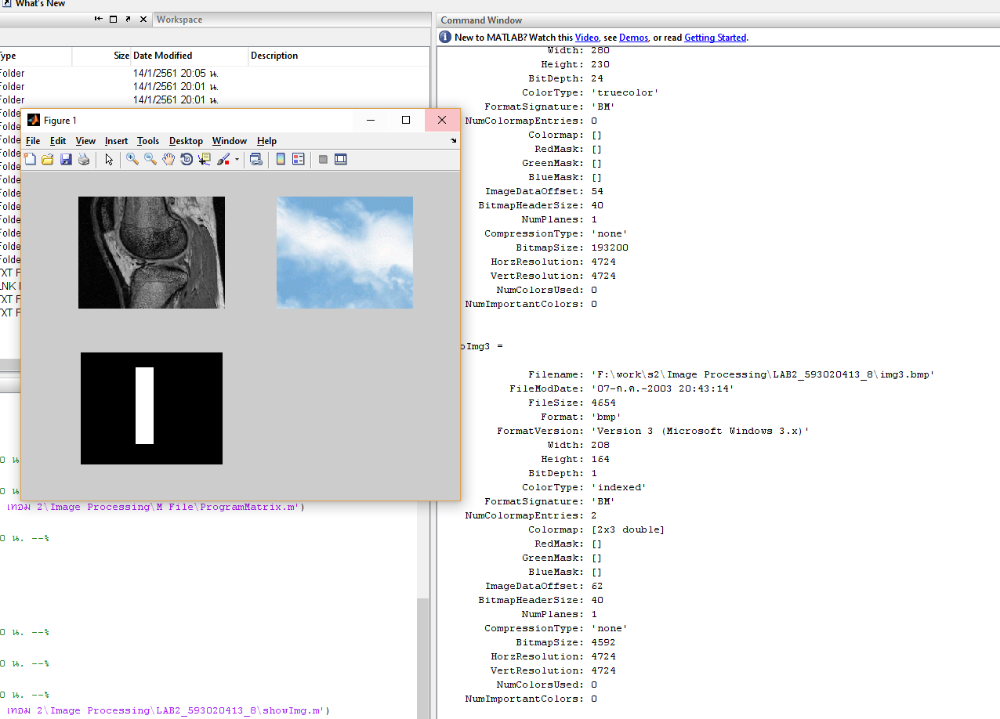 What's New
Workspace
Type Size Date Modified Description
Folder 14/1/2561 20:05 น.
Folder 14/1/2561 20:01 น.
Folder 14/1/2561 20:01 น.
Folde
Folde
Folde
Folde
Folde
Folde
Folde
Folde
Folde
Folde
Folde
Folde
TXT F
LNK
TXT F
TXT F
Figure 1
File Edit View Insert Tools Desktop Window Help
0 น
0 น
เทอม 2\Image Processing\M File\ProgramMatrix.m')
0 น. --%
0 น. --%
0 น. --%
0 น. --%
เทอม 2\Image Processing\LAB2_593020413_8\showImg.m')
Command Window
New to MATLAB? Watch this Video, see Demos, or read Getting Started.
Width: 280
Height: 230
BitDepth: 24
ColorType: 'truecolor'
FormatSignature: 'BM'
NumColormapEntries: 0
Colormap: []
RedMask: []
GreenMask: []
BlueMask: []
ImageDataOffset: 54
BitmapHeaderSize: 40
NumPlanes: 1
CompressionType: 'none'
BitmapSize: 193200
HorzResolution: 4724
VertResolution: 4724
NumColorsUsed: 0
NumImportantColors: 0
oImg3 =
Filename: 'F:\work\s2\Image Processing\LAB2_593020413_8\img3.bmp'
FileModDate: '07-ก.ค.-2003 20:43:14'
FileSize: 4654
Format: 'bmp'
FormatVersion: 'Version 3 (Microsoft Windows 3.x)'
Width: 208
Height: 164
BitDepth: 1
ColorType: 'indexed'
FormatSignature: 'BM'
NumColormapEntries: 2
Colormap: [2x3 double]
RedMask: []
GreenMask: []
BlueMask: []
ImageDataOffset: 62
BitmapHeaderSize: 40
NumPlanes: 1
CompressionType: 'none'
BitmapSize: 4592
HorzResolution: 4724
VertResolution: 4724
NumColorsUsed: 0
NumImportantColors: 0